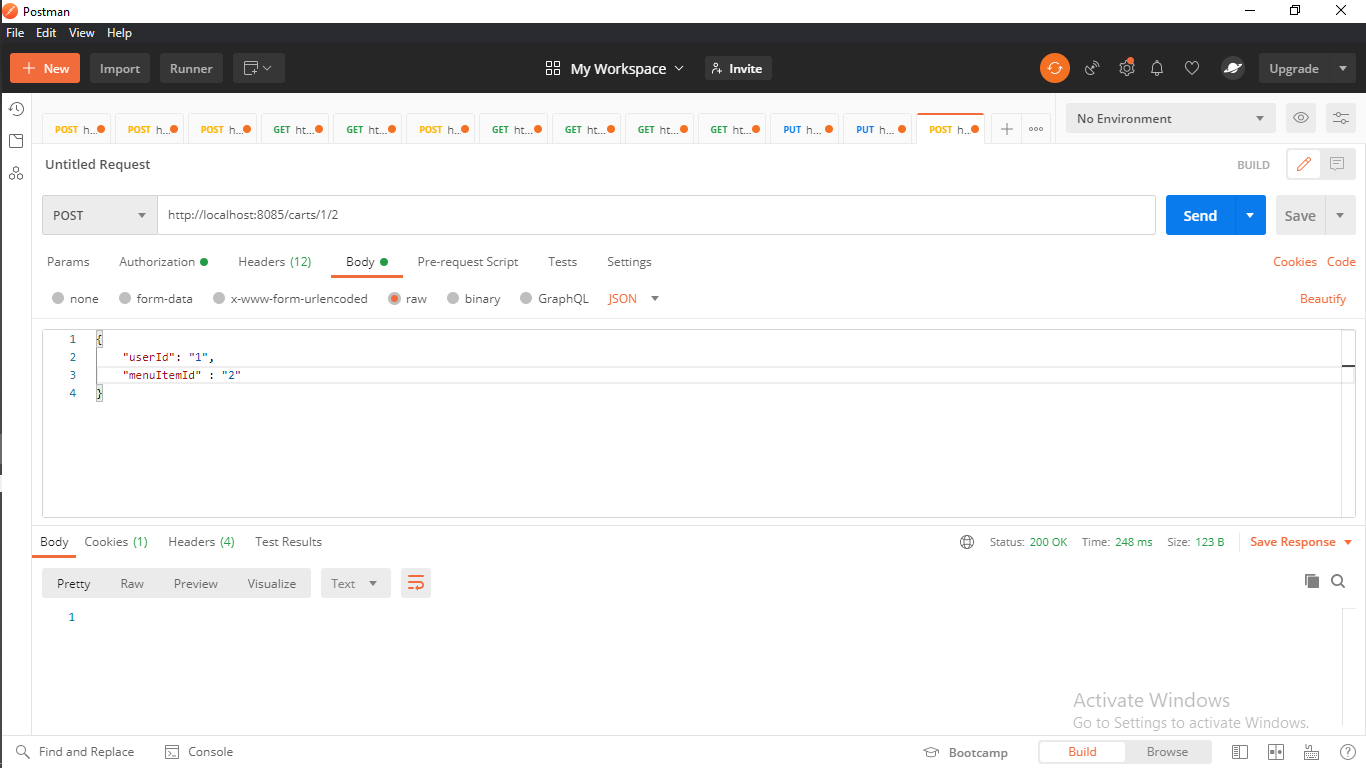 Postman
File Edit View Help
+ New Import Runner My Workspace Invite Upgrade
POST h... POST h... POST h... GET ht... GET ht... POST h... GET ht... GET ht... GET ht... GET ht... PUT h... PUT h... POST h... No Environment
Untitled Request BUILD
POST http://localhost:8085/carts/1/2 Send Save
Params Authorization Headers (12) Body Pre-request Script Tests Settings Cookies Code
none form-data x-www-form-urlencoded raw binary GraphQL JSON Beautify
1 {
2 "userId": "1",
3 "menuItemId" : "2"
4 }
Body Cookies (1) Headers (4) Test Results Status: 200 OK Time: 248 ms Size: 123 B Save Response
Pretty Raw Preview Visualize Text
1
Activate Windows
Go to Settings to activate Windows.
Find and Replace Console Bootcamp Build Browse